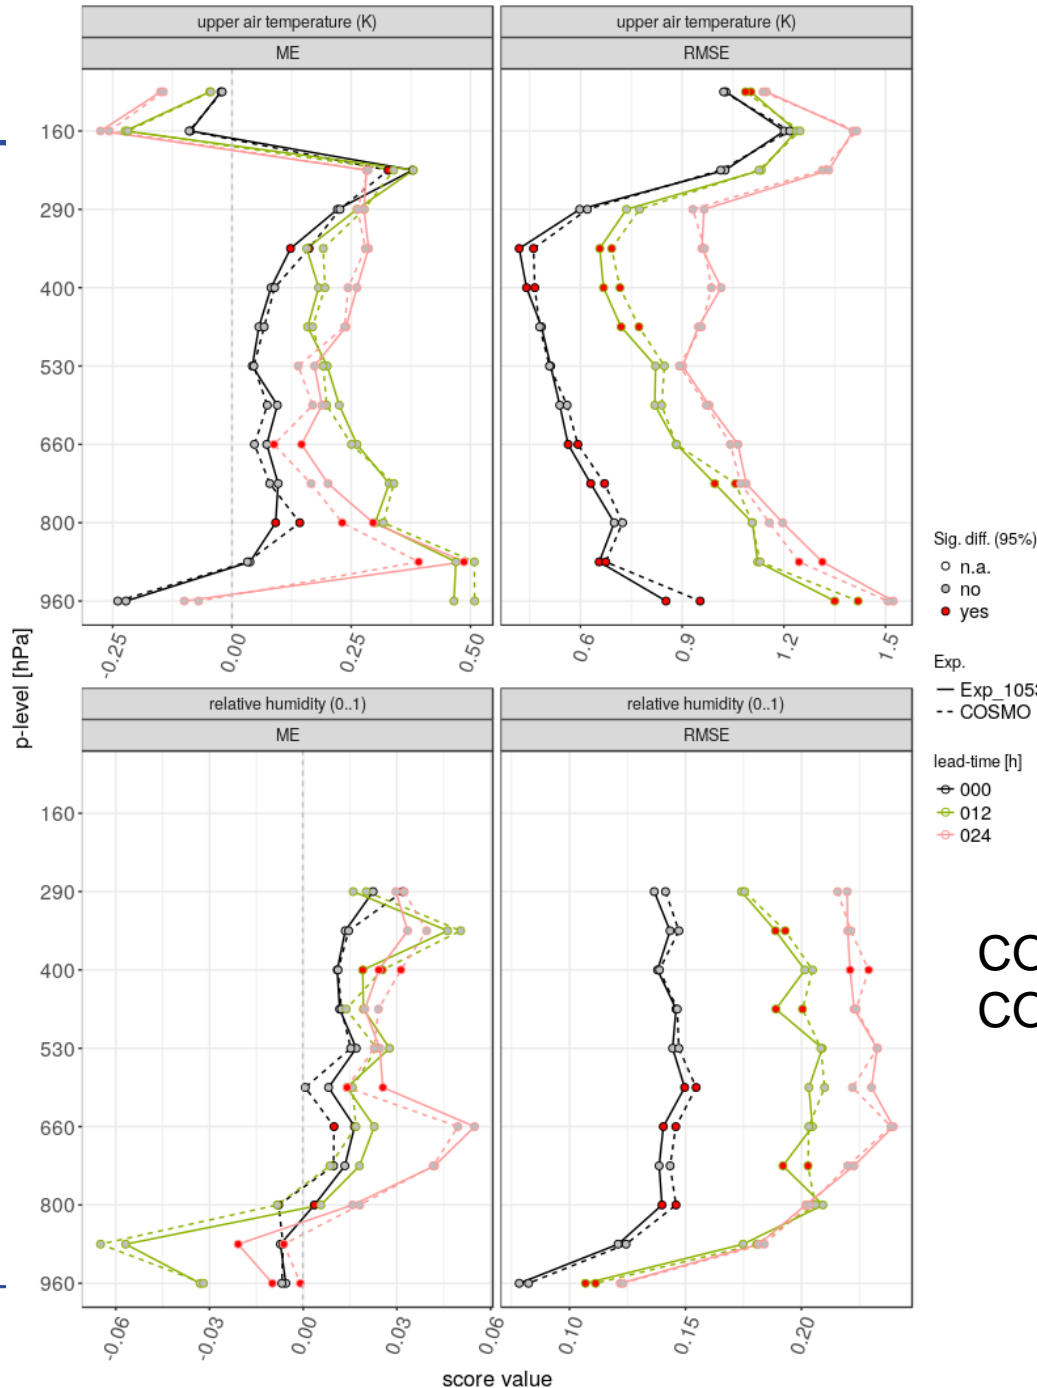 upper air temperature (K)
upper air temperature (K)
ME
RMSE
160
290
400
530
660
800
960
-0.25
0.00
0.25
0.50
0.6
0.9
1.2
1.5
p-level [hPa]
relative humidity (0..1)
relative humidity (0..1)
ME
RMSE
160
290
400
530
660
800
960
-0.06
-0.03
0.00
0.03
0.06
0.10
0.15
0.20
score value
Sig. diff. (95%)
n.a.
no
yes
Exp.
Exp_1053
COSMO
lead-time [h]
000
012
024
CO
CO